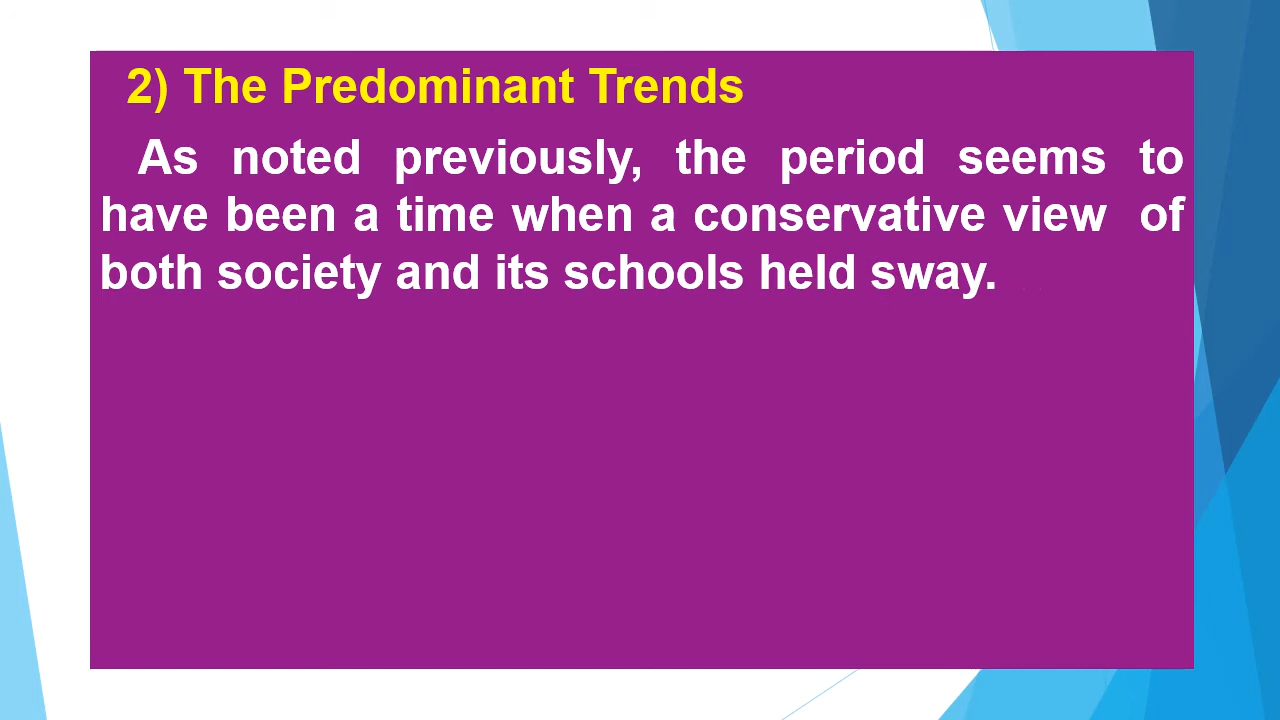 2) The Predominant Trends
As noted previously, the period seems to
have been a time when a conservative view of
both society and its schools held sway.